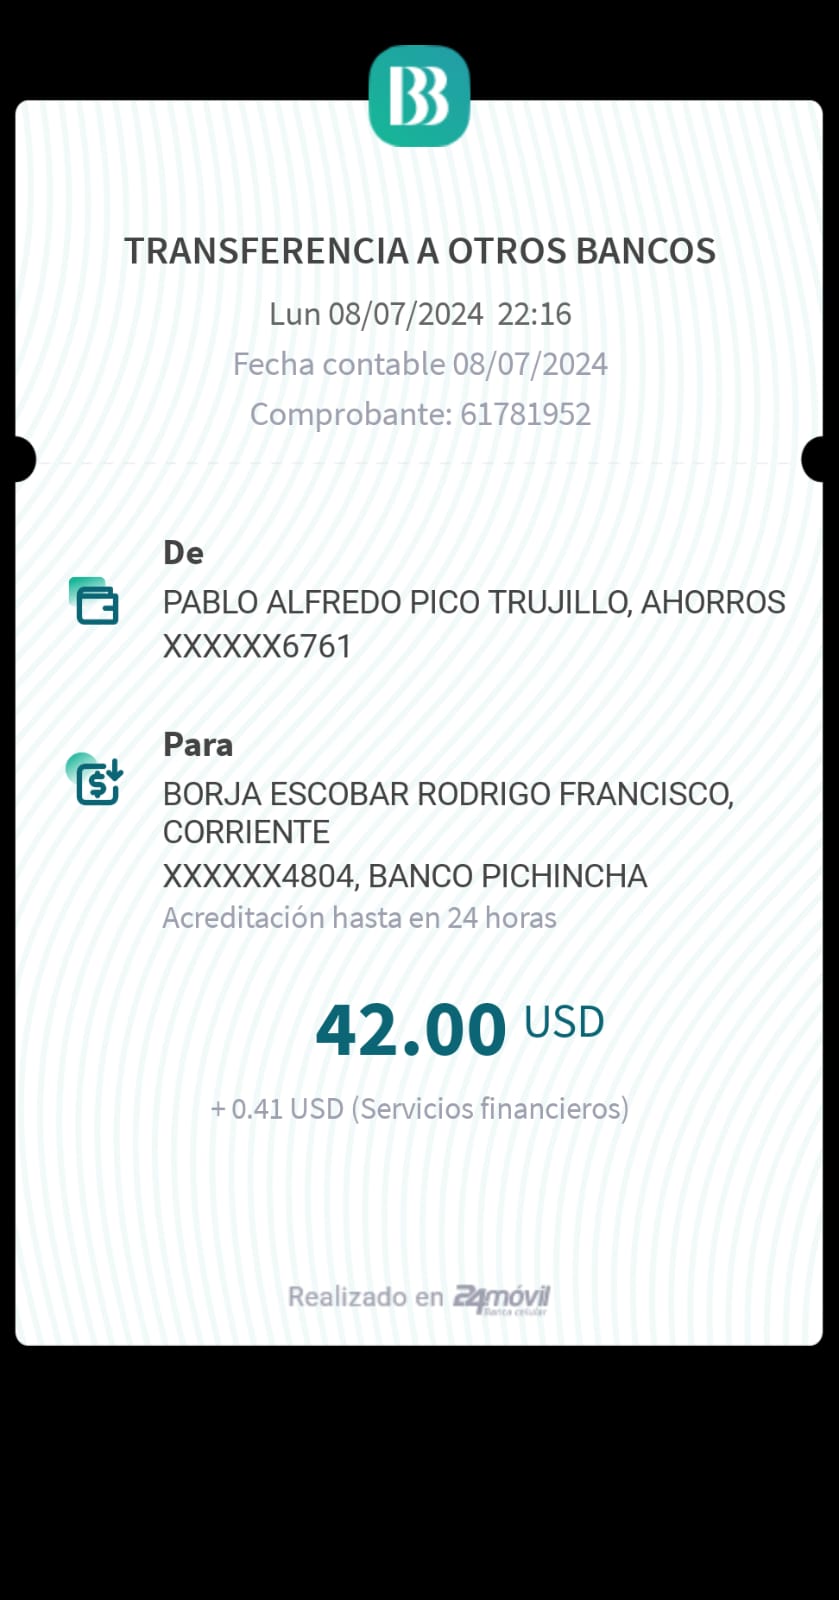 BB
TRANSFERENCIA A OTROS BANCOS
Lun 08/07/2024 22:16
Fecha contable 08/07/2024
Comprobante: 61781952
De
PABLO ALFREDO PICO TRUJILLO, AHORROS
XXXXXX6761
Para
BORJA ESCOBAR RODRIGO FRANCISCO,
CORRIENTE
XXXXXX4804, BANCO PICHINCHA
Acreditación hasta en 24 horas
42.00 USD
+ 0.41 USD (Servicios financieros)
Realizado en 24móvil
Banca celular